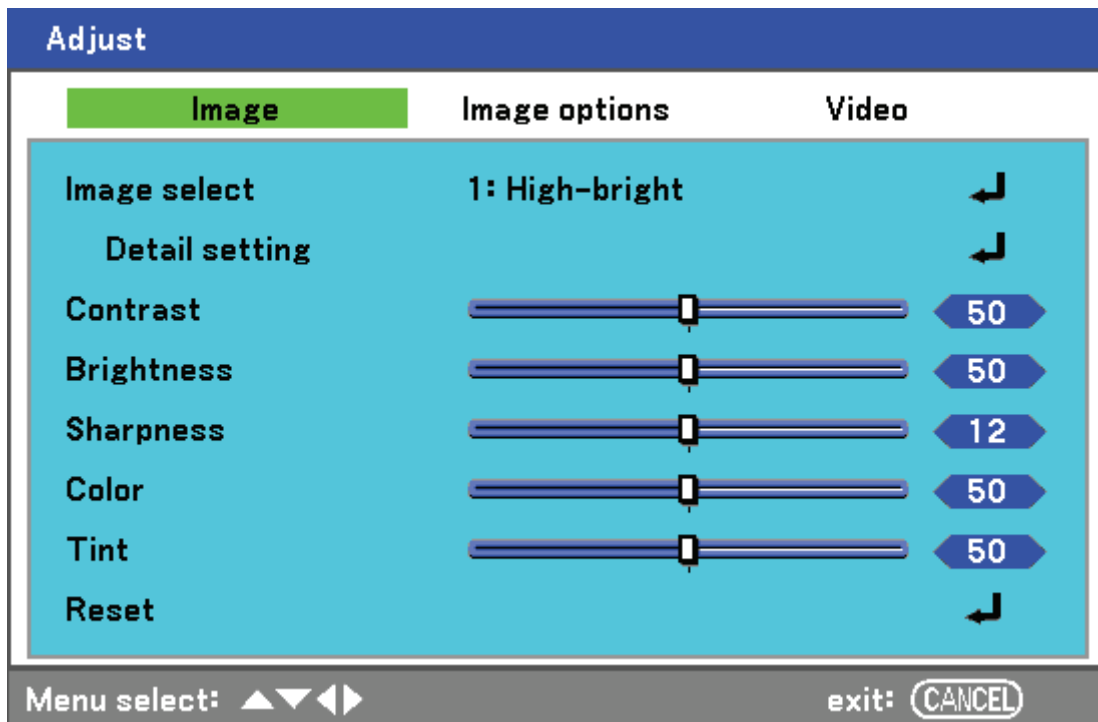 Adjust
Image Image options Video
Image select 1: High-bright
Detail setting
Contrast 50
Brightness 50
Sharpness 12
Color 50
Tint 50
Reset
Menu select: exit: CANCEL